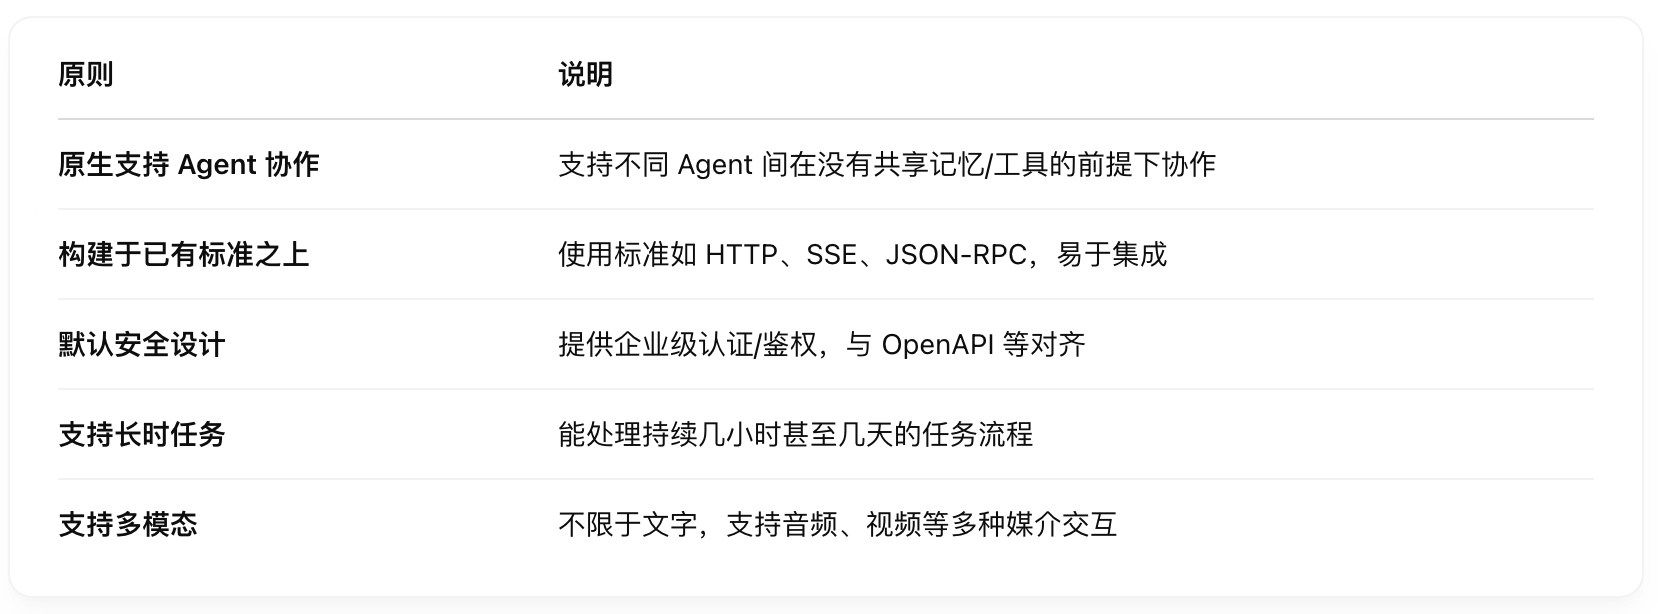 原则 说明
原生支持 Agent 协作 支持不同 Agent 间在没有共享记忆/工具的前提下协作
构建于已有标准之上 使用标准如 HTTP、SSE、JSON-RPC，易于集成
默认安全设计 提供企业级认证/鉴权，与 OpenAPI 等对齐
支持长时任务 能处理持续几小时甚至几天的任务流程
支持多模态 不限于文字，支持音频、视频等多种媒介交互